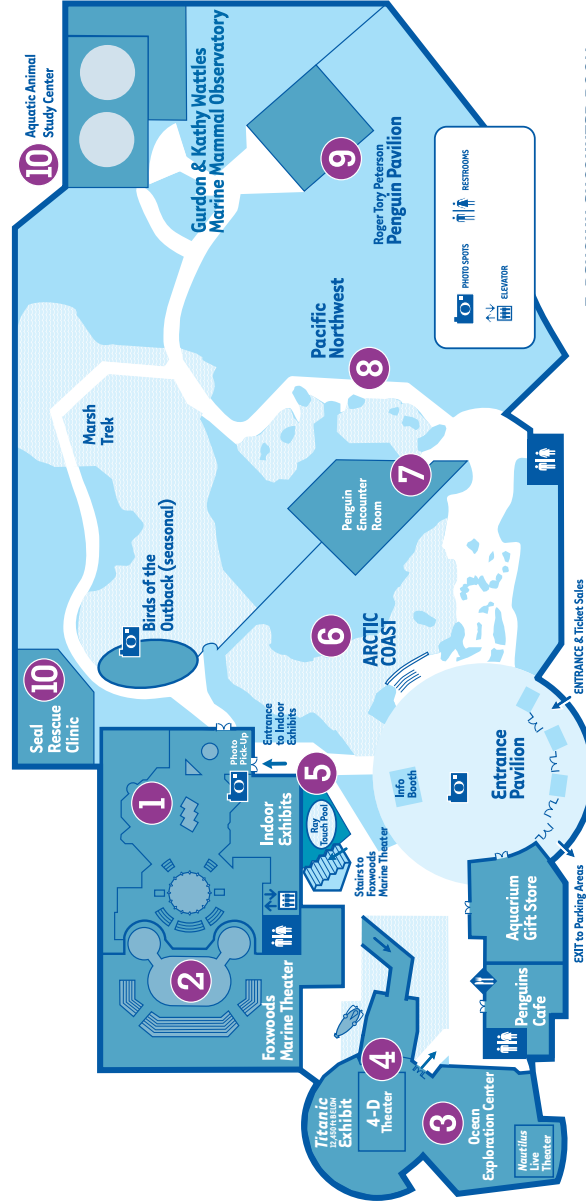 10
Aquatic Animal
Study Center
Gurdon & Kathy Wattles
Marine Mammal Observatory
9
Roger Tory Peterson
Penguin Pavilion
PHOTO SPOTS
RESTROOMS
ELEVATOR
Pacific
Northwest
8
Marsh
Trek
7
Penguin
Encounter
Room
Birds of the
Outback (seasonal)
6
ARCTIC
COAST
10
Seal
Rescue
Clinic
ENTRANCE & Ticket Sales
Entrance
to Indoor
Exhibits
Photo
Pick-Up
1
5
Indoor
Exhibits
Ray
Touch Pool
Info
Booth
Entrance
Pavilion
Stairs to
Foxwoods
Marine Theater
EXIT to Parking Areas
Aquarium
Gift Store
2
Foxwoods
Marine Theater
Penguins
Cafe
4
Titanic
12,450 ft BELOW
Exhibit
4-D
Theater
3
Ocean
Exploration Center
Nautilus
Live
Theater